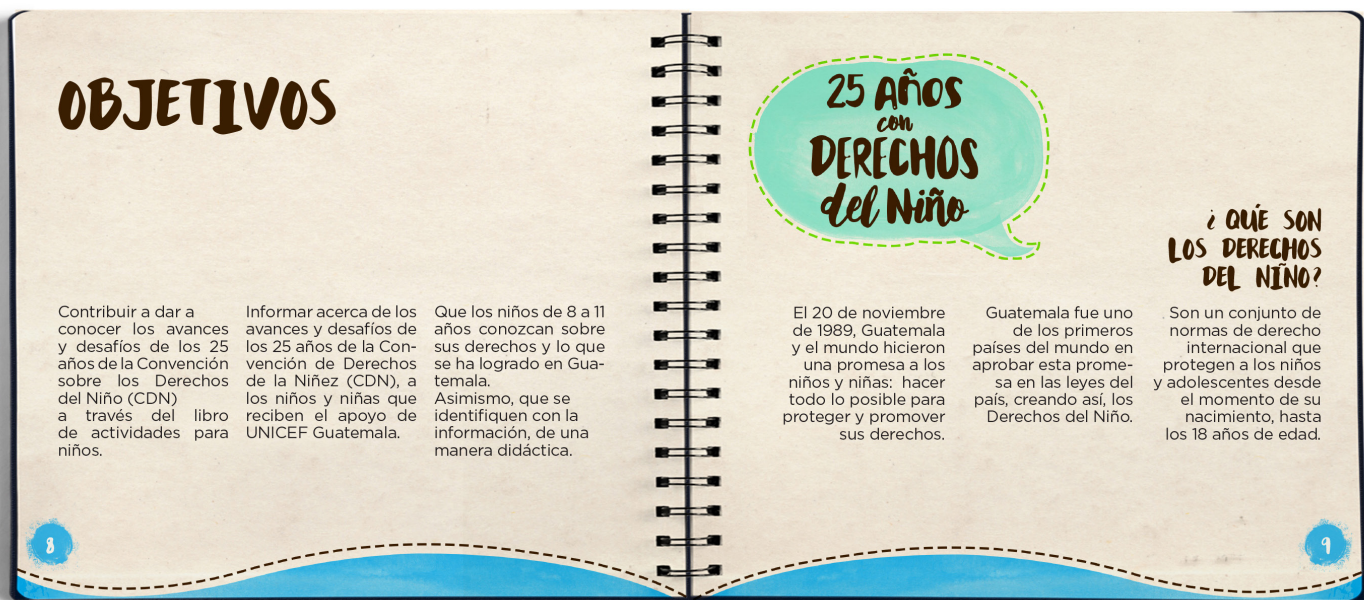 OBJETIVOS
Contribuir a dar a
conocer los avances
y desafíos de los 25
años de la Convención
sobre los Derechos
del Niño (CDN)
a través del libro
de actividades para
niños.
Informar acerca de los
avances y desafíos de
los 25 años de la Con-
vención de Derechos
de la Niñez (CDN), a
los niños y niñas que
reciben el apoyo de
UNICEF Guatemala.
Que los niños de 8 a 11
años conozcan sobre
sus derechos y lo que
se ha logrado en Gua-
temala.
Asimismo, que se
identifiquen con la
información, de una
manera didáctica.
8
25 AÑOS
con
DERECHOS
del Niño
El 20 de noviembre
de 1989, Guatemala
y el mundo hicieron
una promesa a los
niños y niñas: hacer
todo lo posible para
proteger y promover
sus derechos.
Guatemala fue uno
de los primeros
países del mundo en
aprobar esta prome-
sa en las leyes del
país, creando así, los
Derechos del Niño.
¿QUÉ SON
LOS DERECHOS
DEL NIÑO?
Son un conjunto de
normas de derecho
internacional que
protegen a los niños
y adolescentes desde
el momento de su
nacimiento, hasta
los 18 años de edad.
9